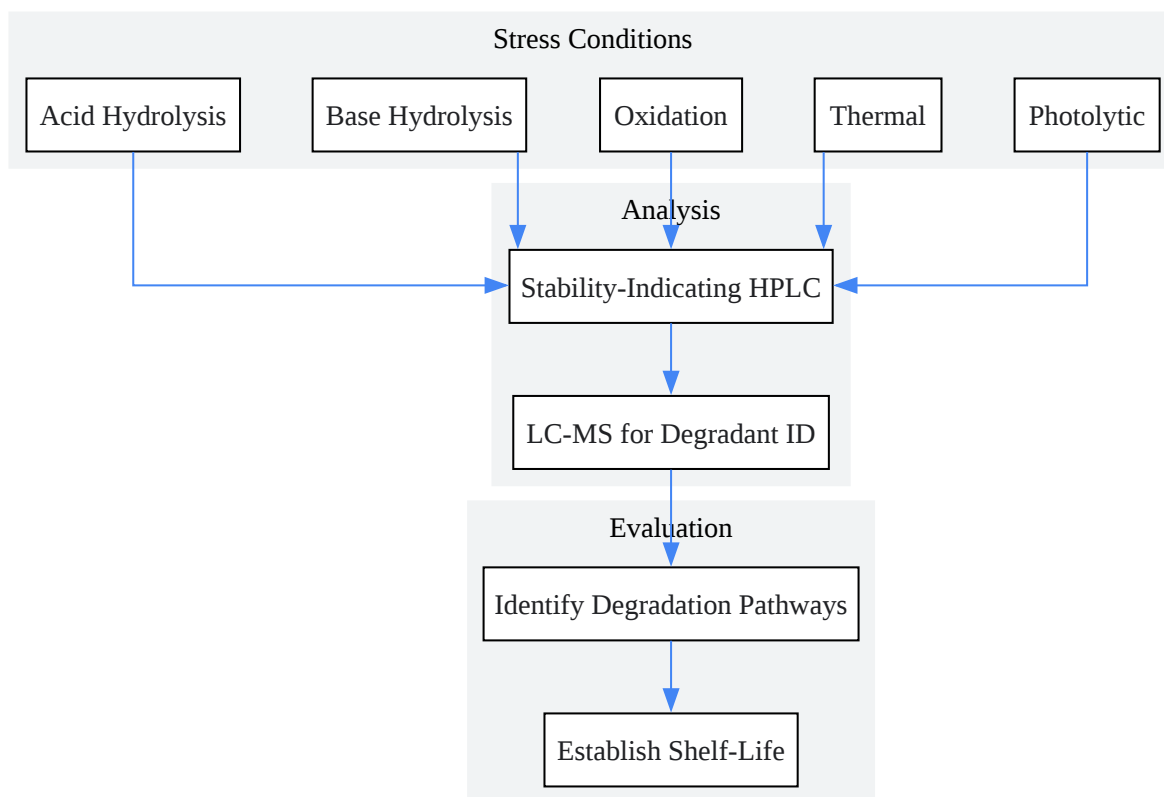 Stress Conditions
Acid Hydrolysis
Base Hydrolysis
Oxidation
Thermal
Photolytic
Analysis
Stability-Indicating HPLC
LC-MS for Degradant ID
Evaluation
Identify Degradation Pathways
Establish Shelf-Life